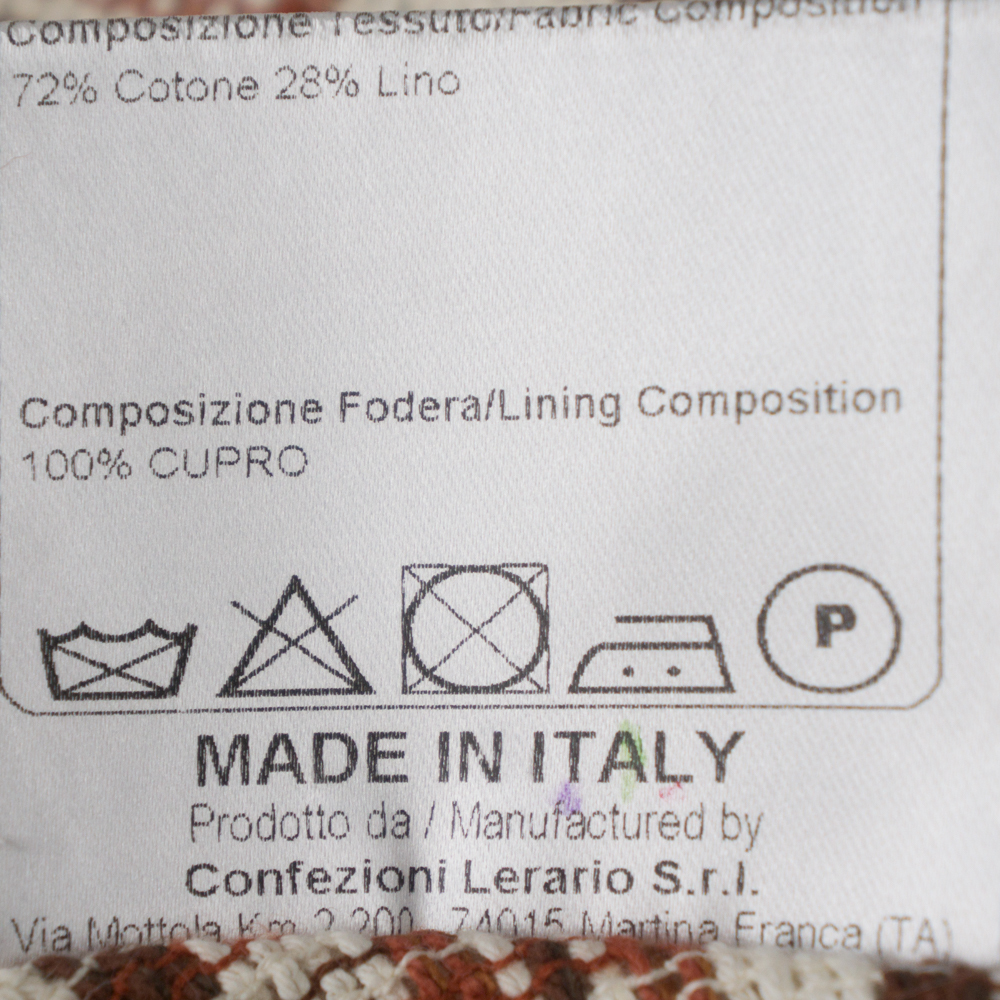 Composizione Tessuto/Fabric Composition
72% Cotone 28% Lino
Composizione Fodera/Lining Composition
100% CUPRO
P
MADE IN ITALY
Prodotto da / Manufactured by
Confezioni Lerario S.r.l.
Via Mottola Km 2.200 74015 Martina Franca (TA)